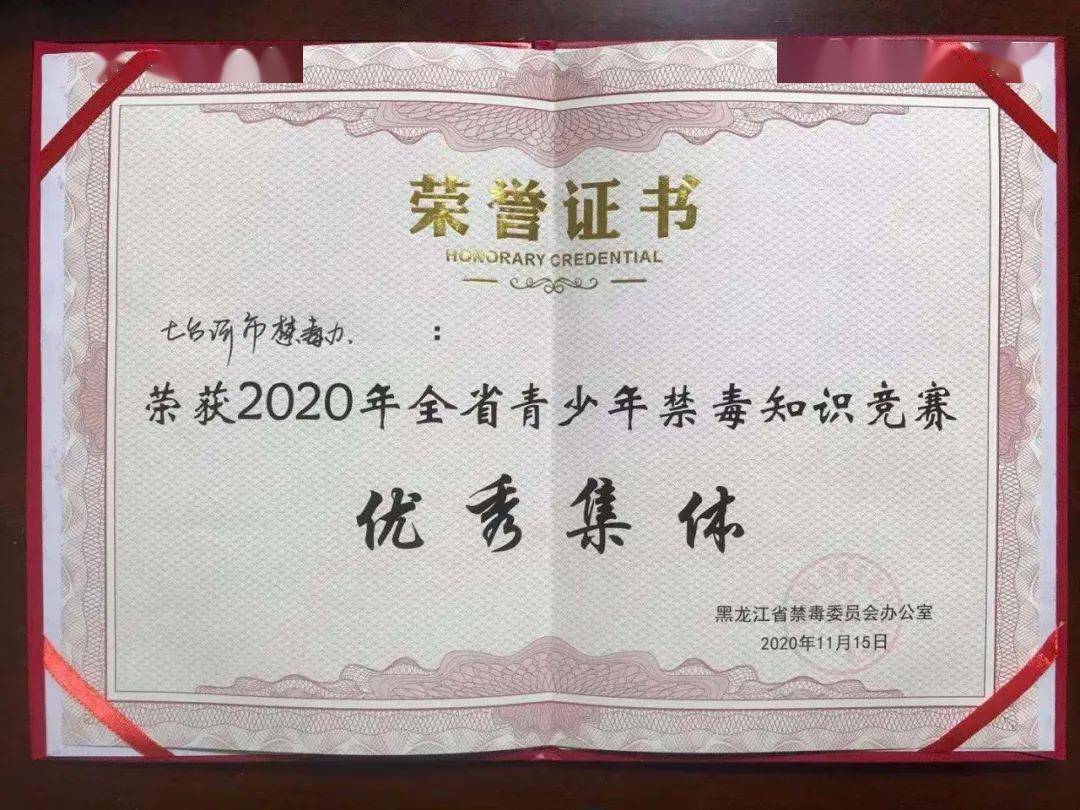 荣誉证书
HONORARY CREDENTIAL
七台河市禁毒办：
荣获2020年全省青少年禁毒知识竞赛
优秀集体
黑龙江省禁毒委员会办公室
2020年11月15日